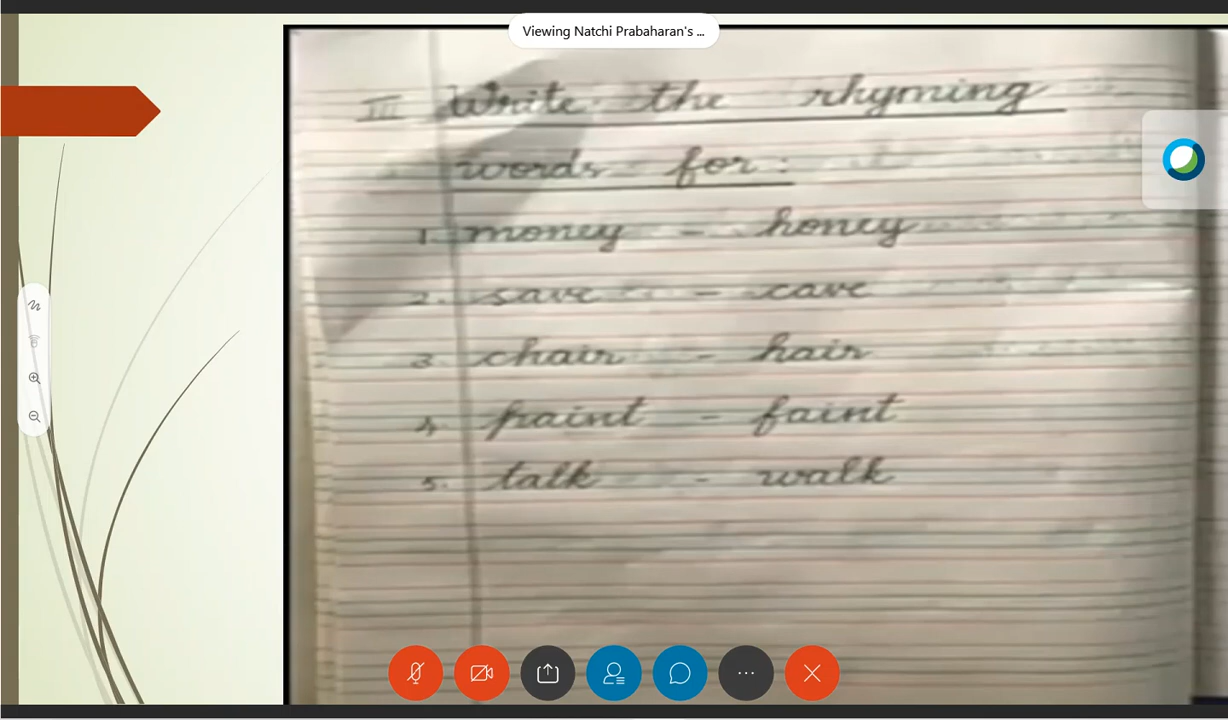 Viewing Natchi Prabaharan's ...
III Write the rhyming
words for :
1. money - honey
2. save - cave
3. chair - hair
4. paint - faint
5. talk - walk